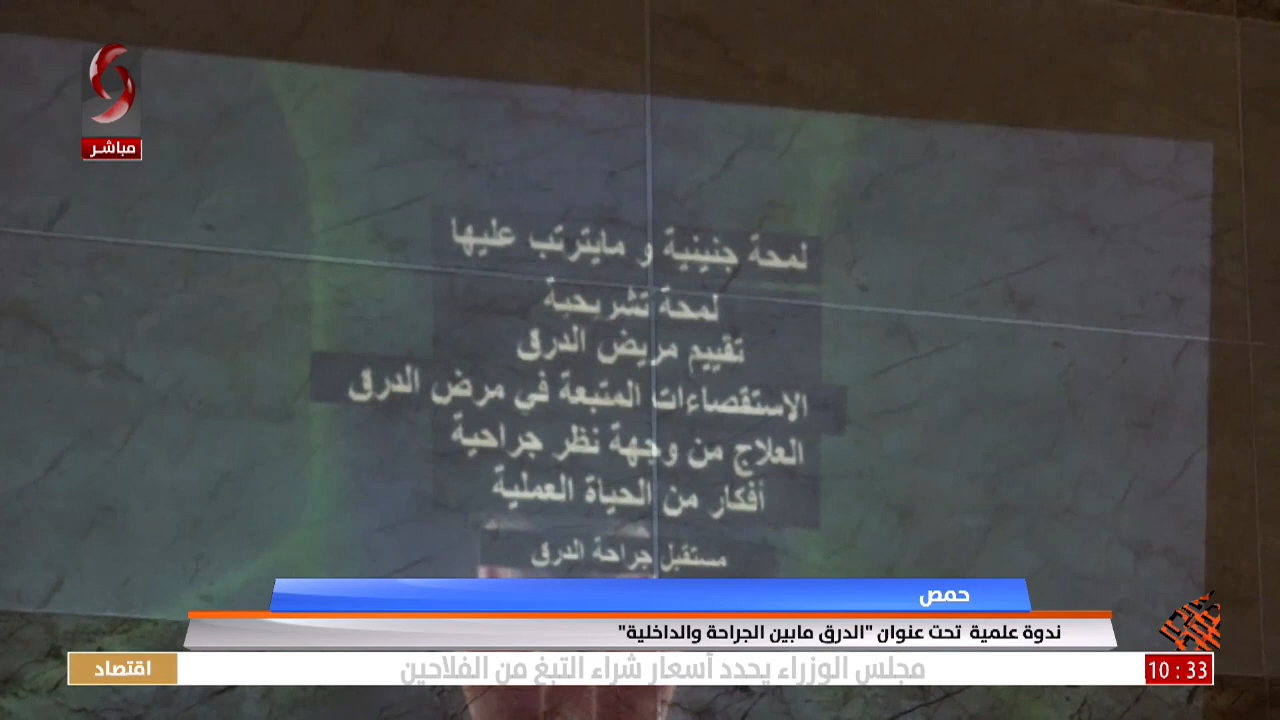 مباشر
لمحة جنينية و مايترتب عليها
لمحة تشريحية
تقييم مريض الدرق
الاستقصاءات المتبعة في مرض الدرق
العلاج من وجهة نظر جراحية
أفكار من الحياة العملية
مستقبل جراحة الدرق
حمص
ندوة علمية تحت عنوان "الدرق مابين الجراحة والداخلية"
اقتصاد
مجلس الوزراء يحدد أسعار شراء التبغ من الفلاحين
10 : 33